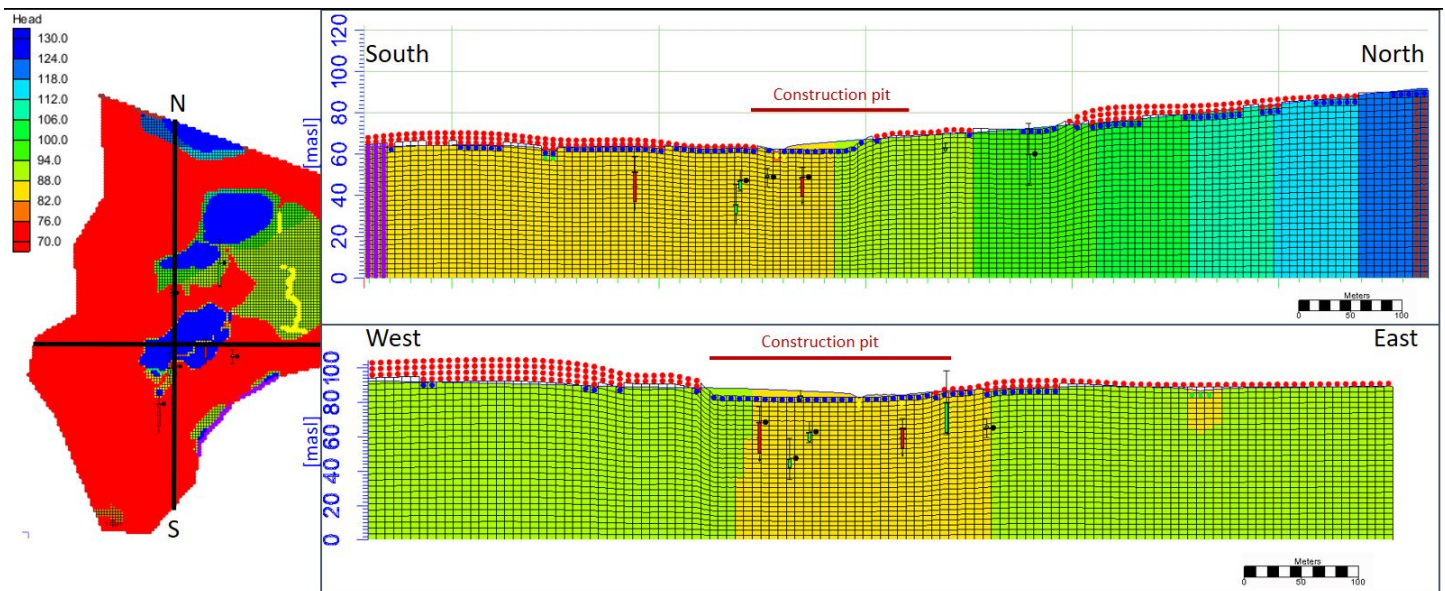 Head
130.0
124.0
118.0
112.0
106.0
100.0
94.0
88.0
82.0
76.0
70.0
N
S
South
North
Construction pit
[masl]
120
100
80
60
40
20
0
Meters
0 50 100
West
East
Construction pit
[masl]
100
80
60
40
20
0
Meters
0 50 100